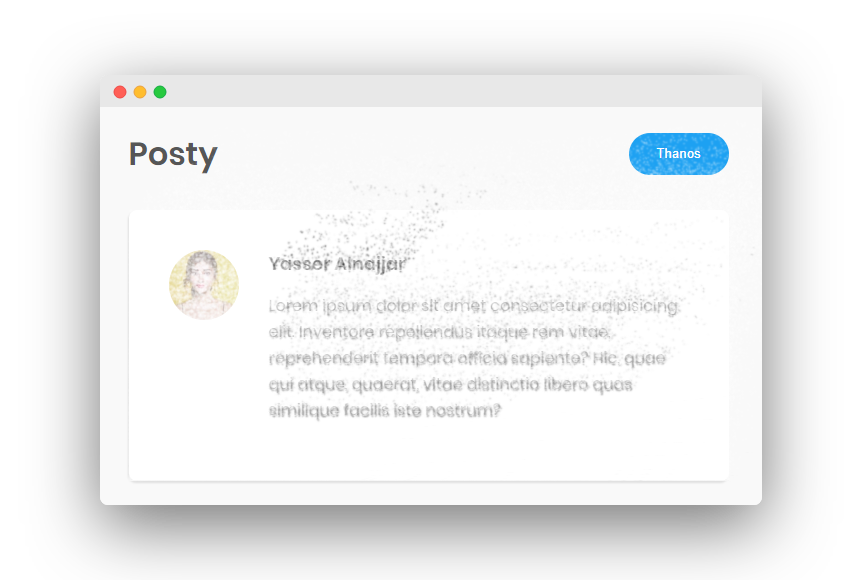 Posty
Thanos
Yasser Alnajjar
Lorem ipsum dolor sit amet consectetur adipisicing
elit. Inventore repellendus itaque rem vitae,
reprehenderit tempora officia sapiente? Hic, quae
qui atque, quaerat, vitae distinctio libero quas
similique facilis iste nostrum?